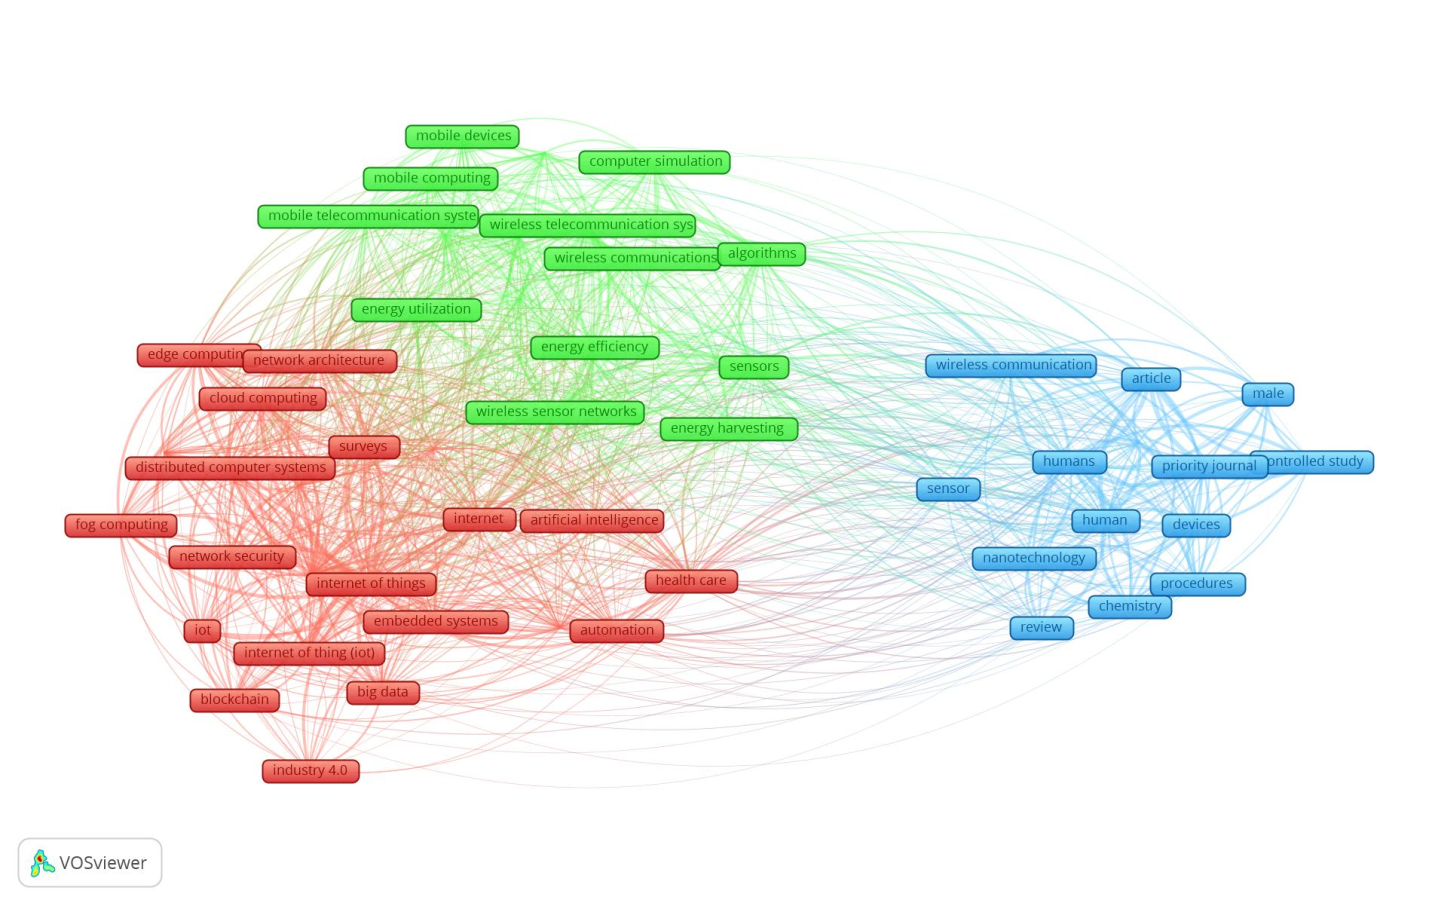 mobile devices
computer simulation
mobile computing
mobile telecommunication syste
wireless telecommunication sys
wireless communications
algorithms
energy utilization
energy efficiency
edge computin
network architecture
sensors
wireless communication
article
male
cloud computing
wireless sensor networks
energy harvesting
surveys
distributed computer systems
humans
priority journal
ontrolled study
sensor
fog computing
internet
artificial intelligence
human
devices
network security
nanotechnology
internet of things
health care
procedures
chemistry
iot
embedded systems
automation
review
internet of thing (iot)
blockchain
big data
industry 4.0
VOSviewer